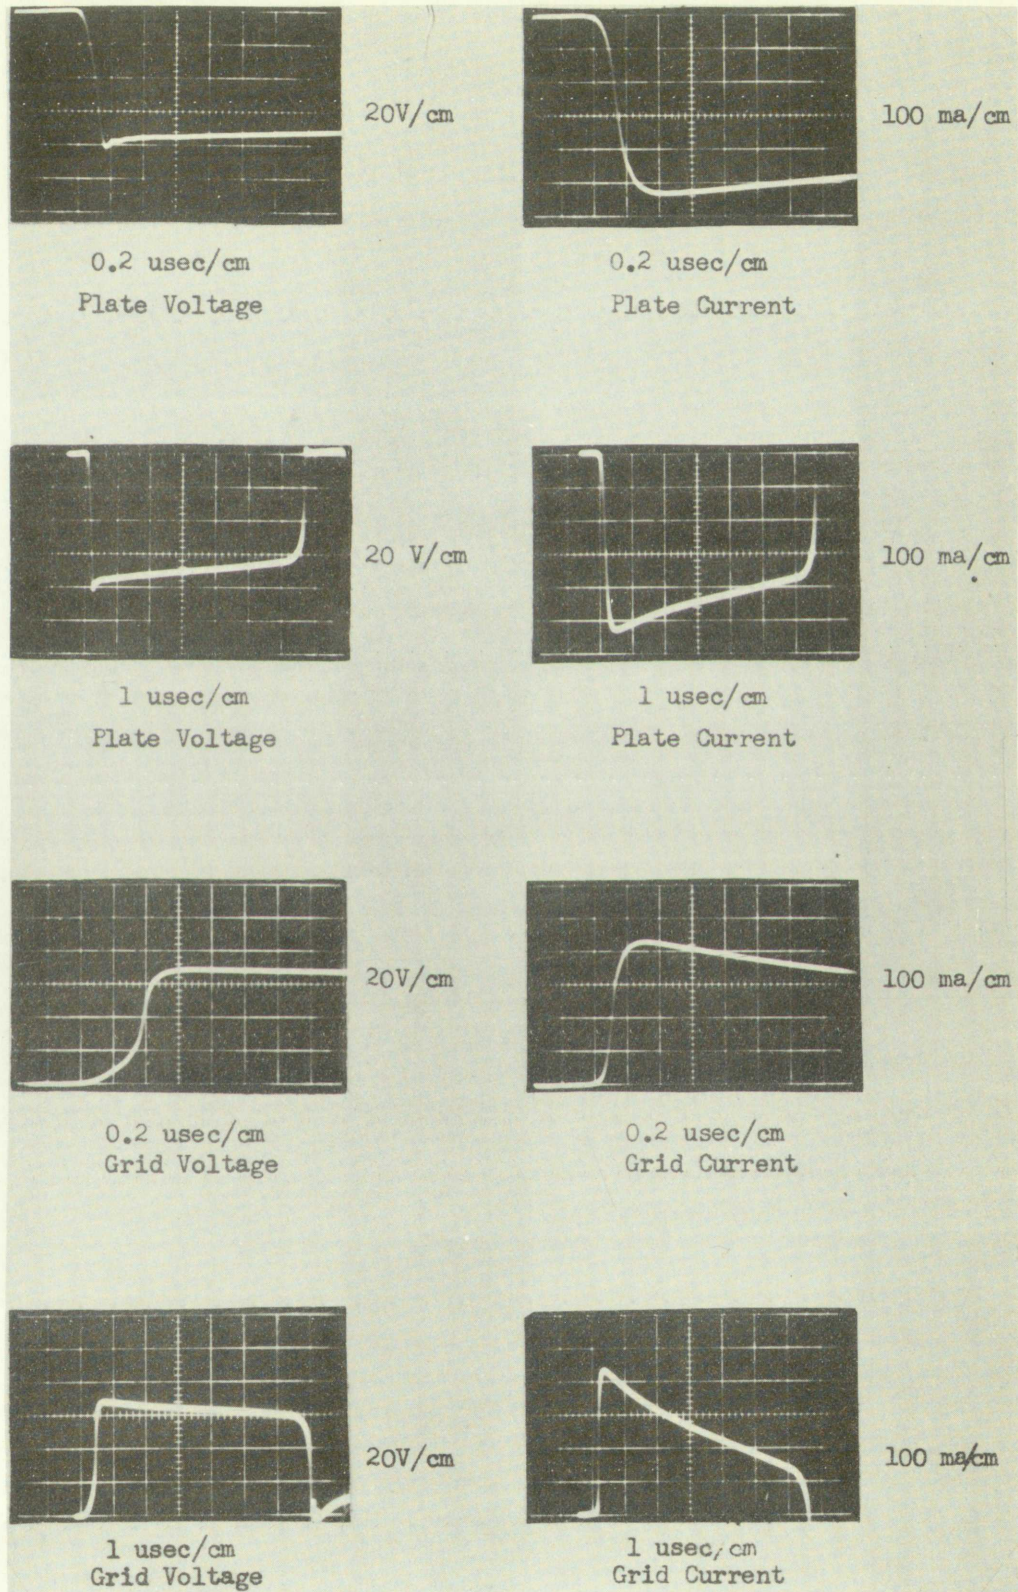 20V/cm
100 ma/cm
0.2 usec/cm
Plate Voltage
0.2 usec/cm
Plate Current
20 V/cm
100 ma/cm
1 usec/cm
Plate Voltage
1 usec/cm
Plate Current
20V/cm
100 ma/cm
0.2 usec/cm
Grid Voltage
0.2 usec/cm
Grid Current
20V/cm
100 ma/cm
1 usec/cm
Grid Voltage
1 usec/cm
Grid Current